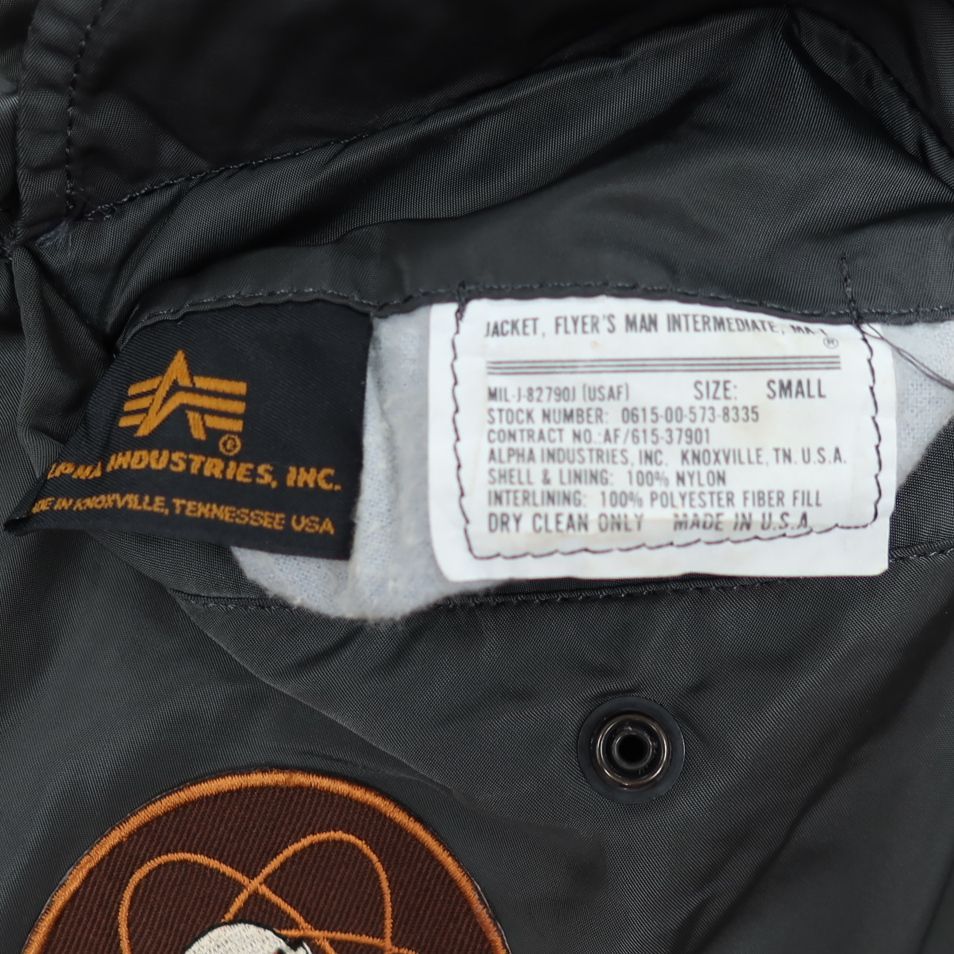 INDUSTRIES, INC.
KNOXVILLE, TENNESSEE USA
JACKET, FLYER'S MAN INTERMEDIATE, MA-1
®
MIL-J-82790J (USAF) SIZE: SMALL
STOCK NUMBER: 0615-00-573-8335
CONTRACT NO.:AF/615-37901
ALPHA INDUSTRIES, INC. KNOXVILLE, TN. U.S.A.
SHELL & LINING: 100% NYLON
INTERLINING: 100% POLYESTER FIBER FILL
DRY CLEAN ONLY MADE IN U.S.A.